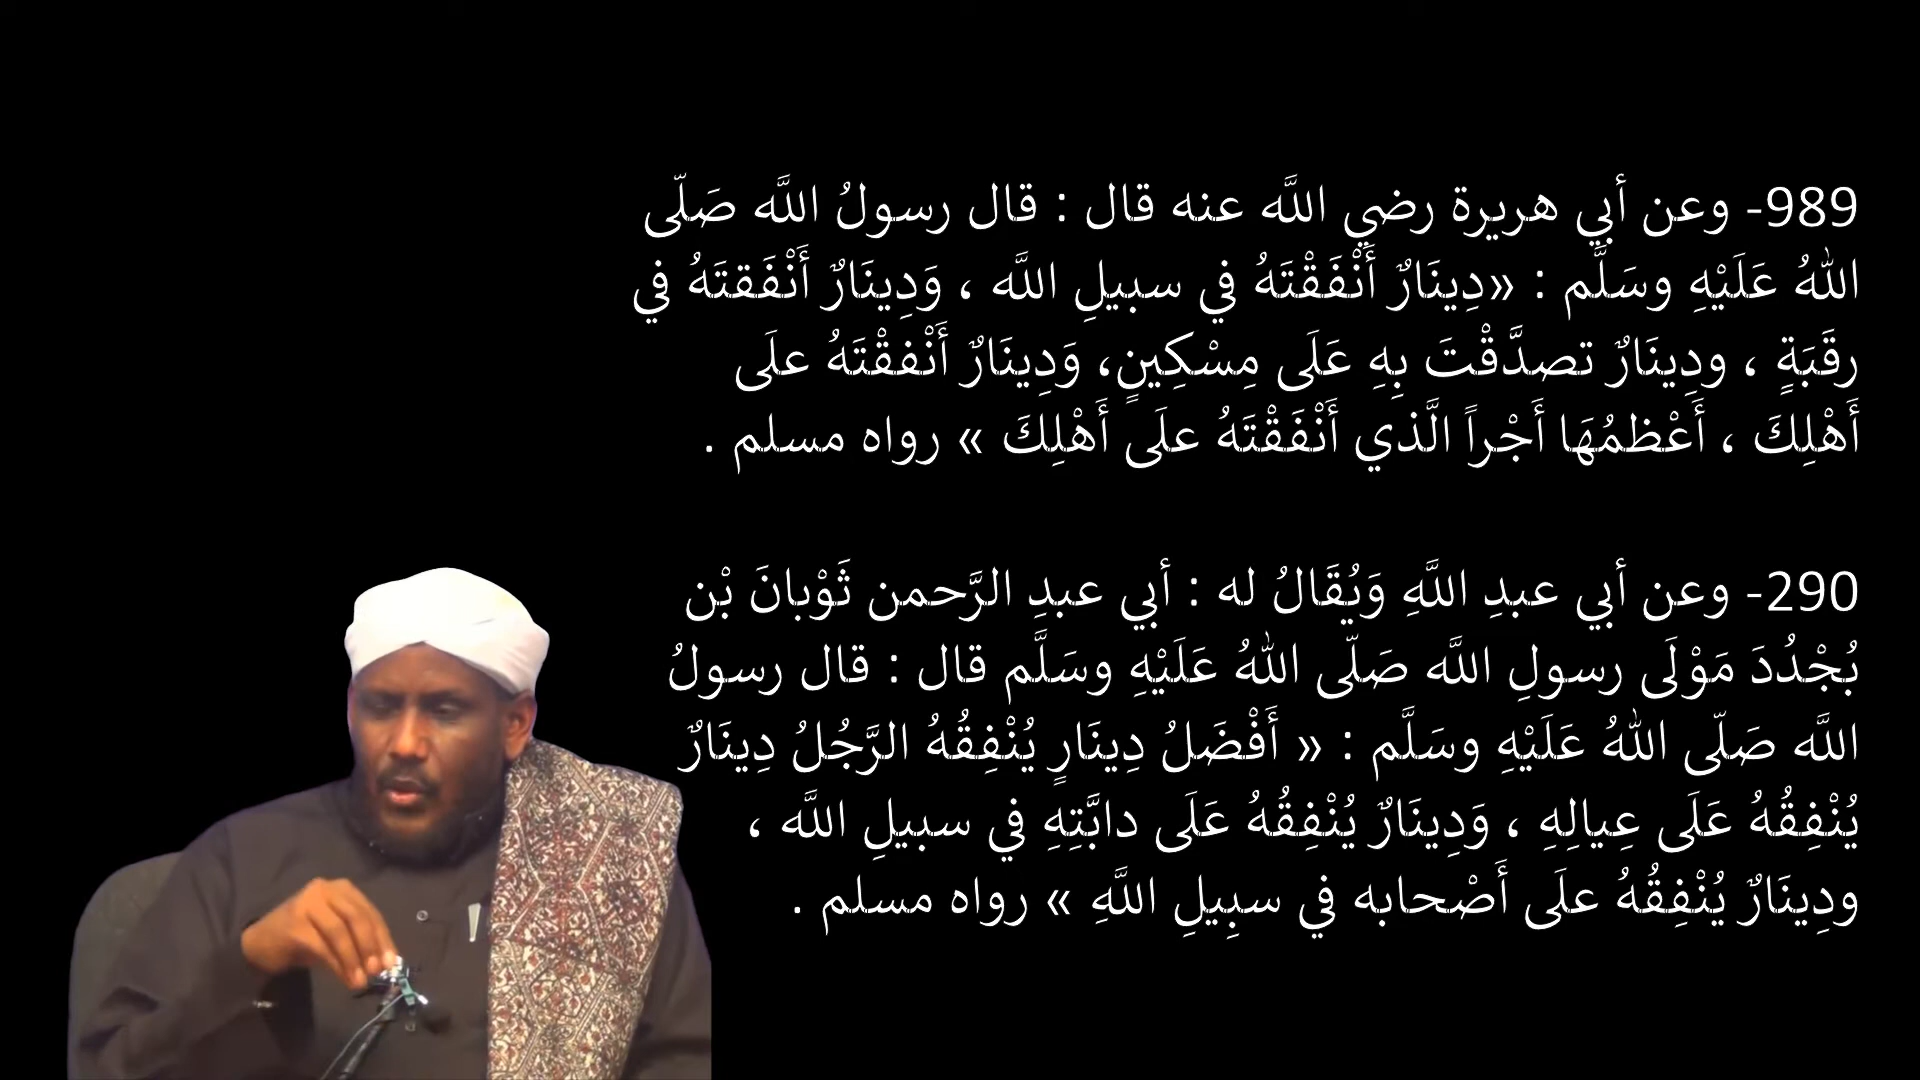 989- وعن أبي هريرة رضي اللَّه عنه قال : قال رسولُ اللَّه صَلّى
اللهُ عَلَيْهِ وسَلَّم : «دِينَارٌ أَنْفَقْتَهُ في سبيلِ اللَّه ، وَدِينَارٌ أَنْفَقتَهُ في
رقَبَةٍ ، ودِينَارٌ تصدَّقْتَ بِهِ عَلَى مِسْكِينٍ، وَدِينَارٌ أَنْفقْتَهُ علَى
أَهْلِكَ ، أَعْظمُهَا أَجْراً الَّذي أَنْفَقْتَهُ علَى أَهْلِكَ » رواه مسلم .
290- وعن أبي عبدِ اللَّهِ وَيُقَالُ له : أبي عبدِ الرَّحمن ثَوْبانَ بْن
بُجْدُدَ مَوْلَى رسولِ اللَّه صَلّى اللهُ عَلَيْهِ وسَلَّم قال : قال رسولُ
اللَّه صَلّى اللهُ عَلَيْهِ وسَلَّم : « أَفْضَلُ دِينَارٍ يُنْفِقُهُ الرَّجُلُ دِينَارٌ
يُنْفِقُهُ عَلَى عِيالِهِ ، وَدِينَارٌ يُنْفِقُهُ عَلَى دابَّتِهِ في سبيلِ اللَّه ،
ودِينَارٌ يُنْفِقُهُ علَى أَصْحابه في سبِيلِ اللَّهِ » رواه مسلم .